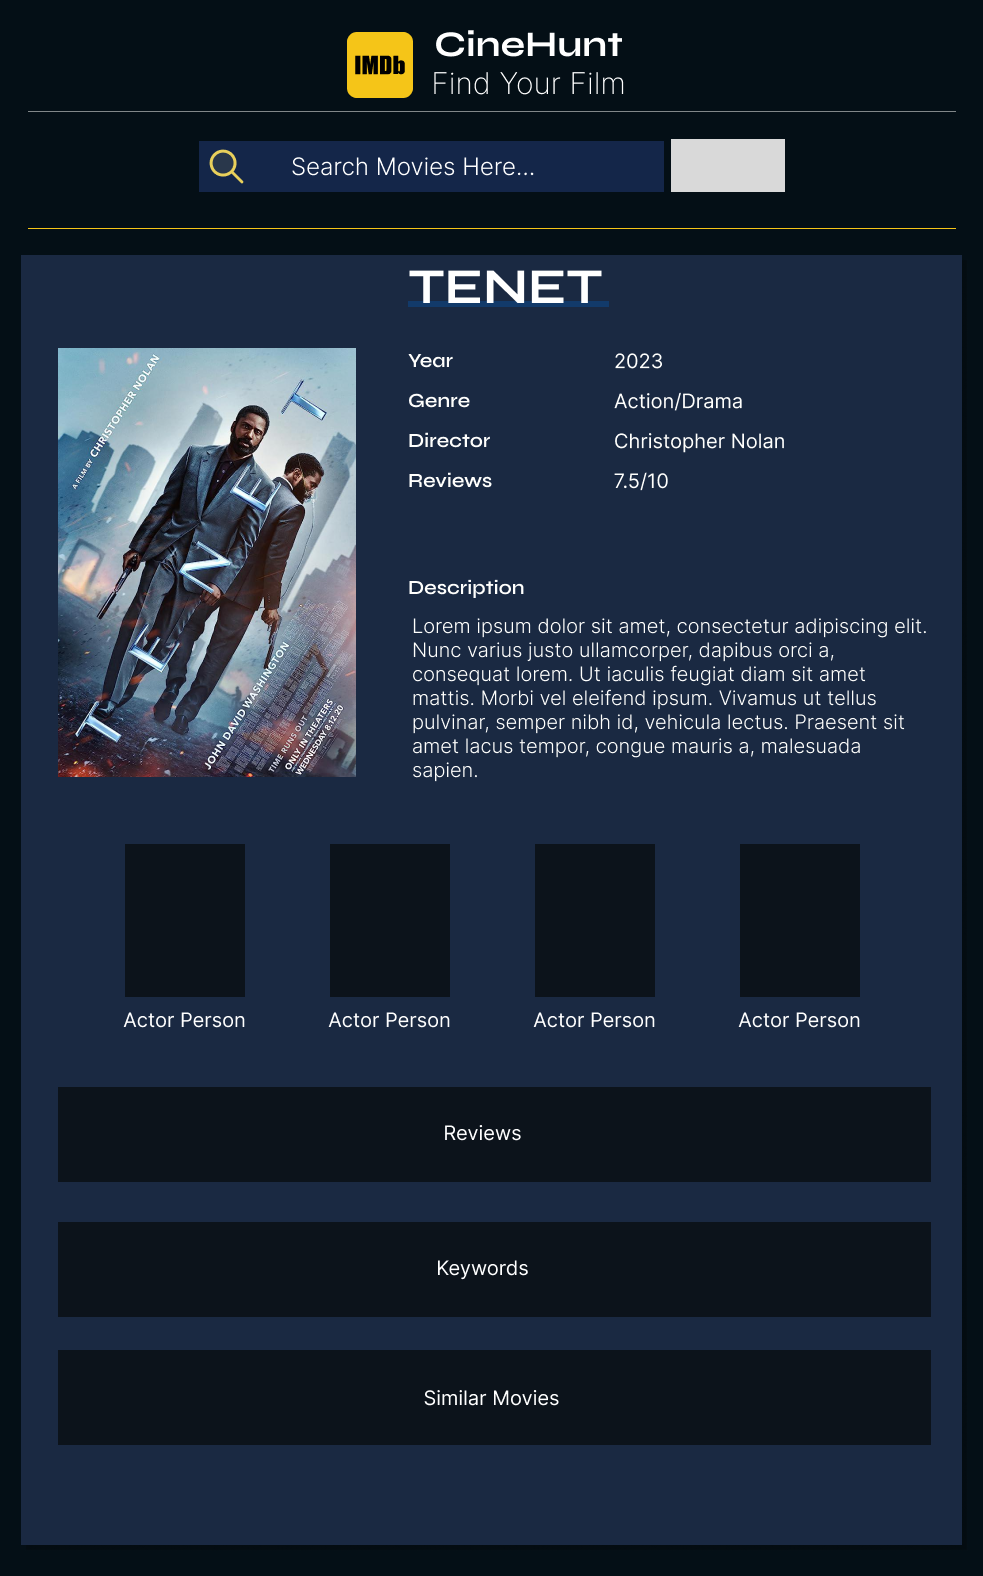 IMDb
CineHunt
Find Your Film
Search Movies Here...
TENET
A FILM BY CHRISTOPHER NOLAN
TENET
JOHN DAVID WASHINGTON
TIME RUNS OUT
ONLY IN THEATERS
WEDNESDAY 8.12.20
Year 2023
Genre Action/Drama
Director Christopher Nolan
Reviews 7.5/10
Description
Lorem ipsum dolor sit amet, consectetur adipiscing elit.
Nunc varius justo ullamcorper, dapibus orci a,
consequat lorem. Ut iaculis feugiat diam sit amet
mattis. Morbi vel eleifend ipsum. Vivamus ut tellus
pulvinar, semper nibh id, vehicula lectus. Praesent sit
amet lacus tempor, congue mauris a, malesuada
sapien.
Actor Person Actor Person Actor Person Actor Person
Reviews
Keywords
Similar Movies